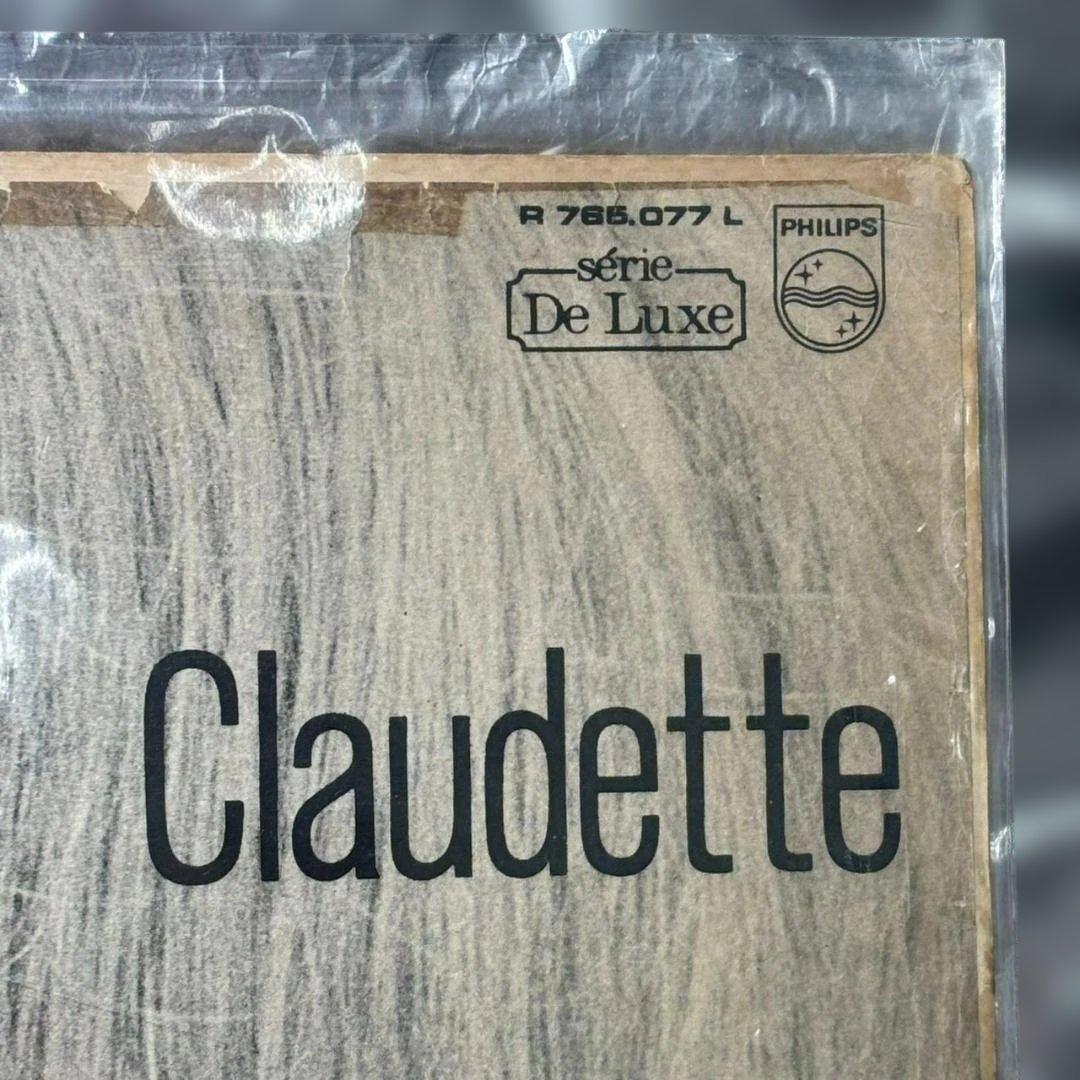 R 765.077 L
PHILIPS
série
De Luxe
Claudette